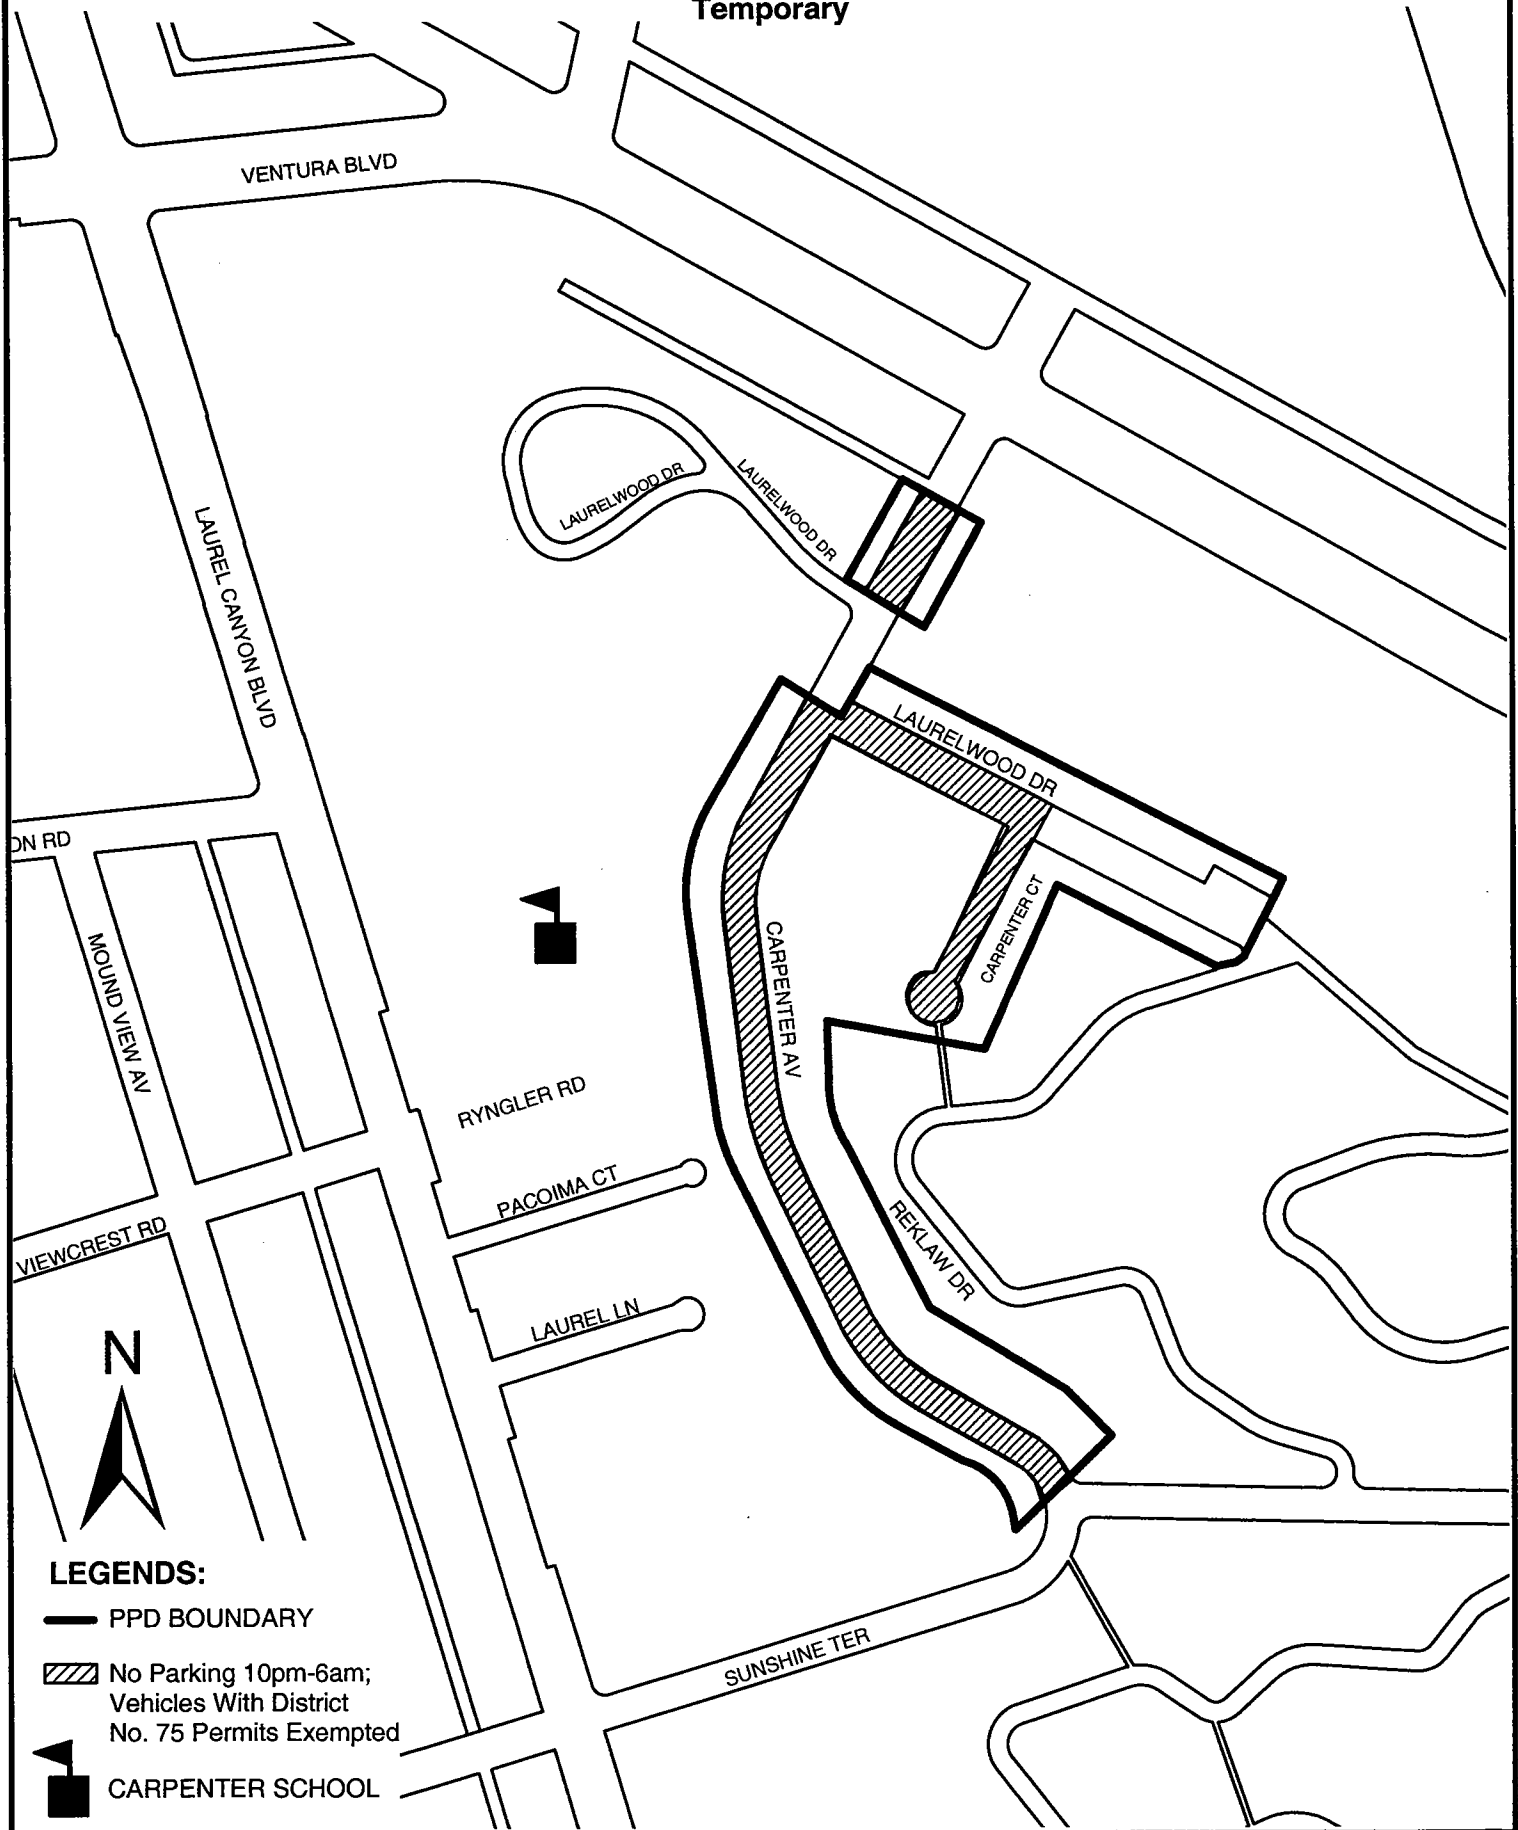 Temporary
VENTURA BLVD
LAURELWOOD DR
LAURELWOOD DR
LAUREL CANYON BLVD
LAURELWOOD DR
ON RD
CARPENTER CT
MOUND VIEW AV
CARPENTER AV
RYNGLER RD
PACOIMA CT
VIEWCREST RD
REKLAW DR
LAUREL LN
N
LEGENDS:
PPD BOUNDARY
No Parking 10pm-6am;
Vehicles With District
No. 75 Permits Exempted
CARPENTER SCHOOL
SUNSHINE TER